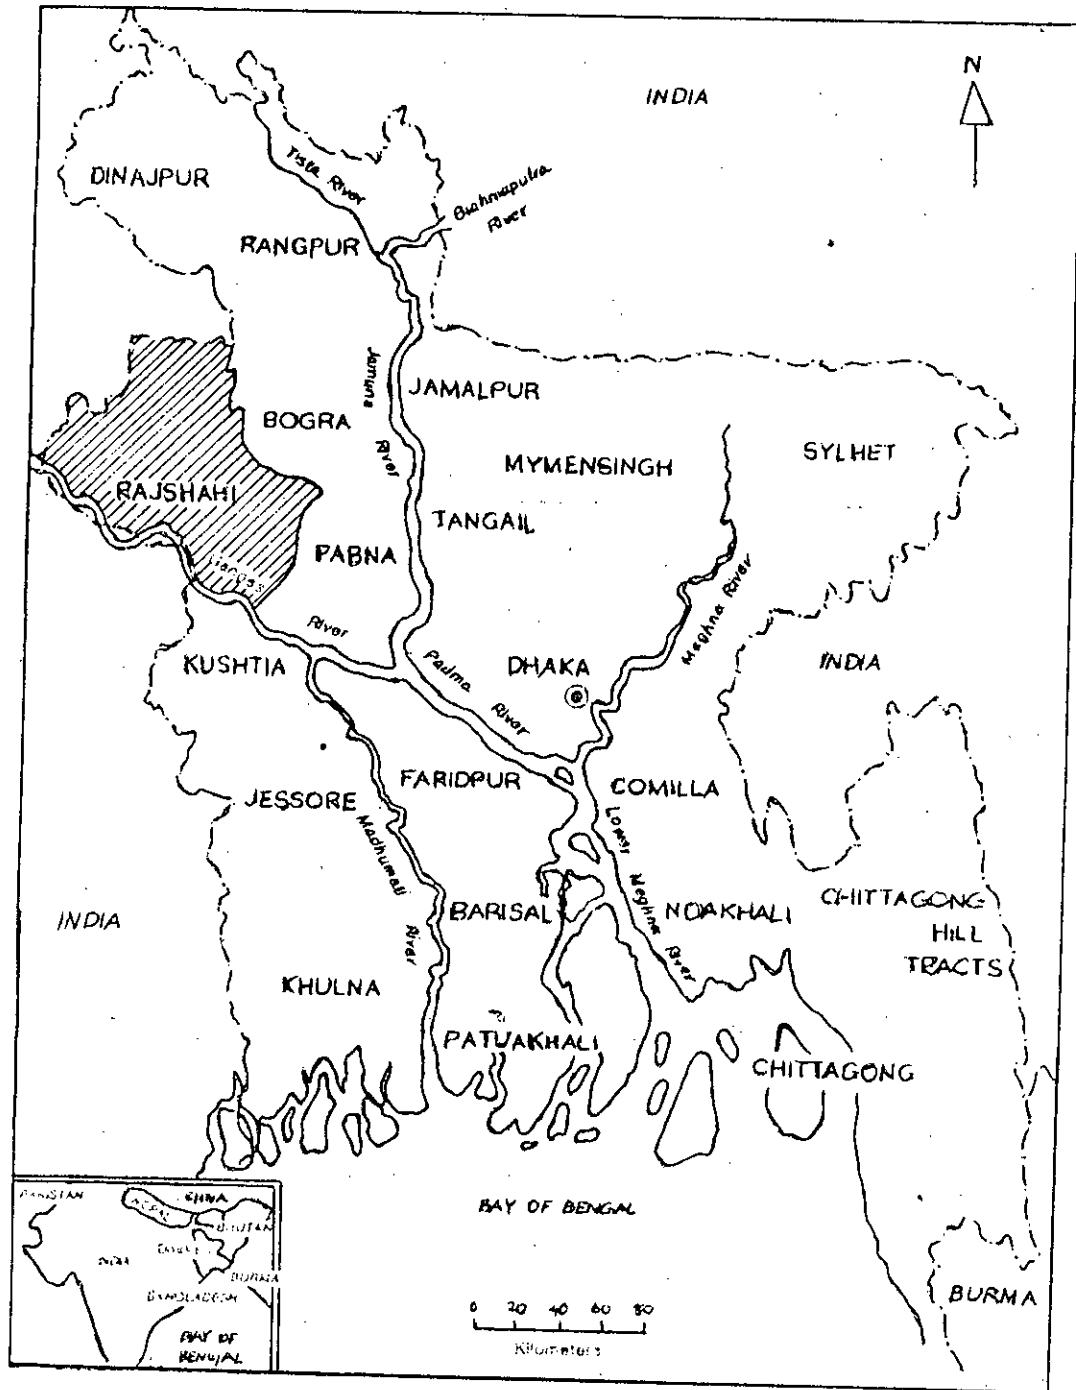 N
INDIA
DINAJPUR
Tista River
Brahmaputra
River
RANGPUR
Jamuna
River
JAMALPUR
BOGRA
SYLHET
MYMENSINGH
RAJSHAHI
TANGAIL
PABNA
Ganges
River
Meghna River
KUSHTIA
Padma
River
DHAKA
INDIA
FARIDPUR
COMILLA
JESSORE
Madhumati
River
Lower
Meghna
River
BARISAL
NOAKHALI
CHITTAGONG
HILL
TRACTS
INDIA
KHULNA
PATUAKHALI
CHITTAGONG
BAY OF BENGAL
BURMA
0 20 40 60 80
Kilometers
PAKISTAN
CHINA
NEPAL
BHUTAN
INDIA
BURMA
BANGLADESH
BAY OF
BENGAL